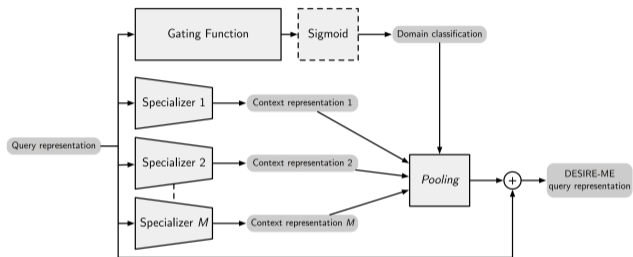 Gating Function
Sigmoid
Domain classification
Specializer 1
Context representation 1
Query representation
Specializer 2
Context representation 2
Pooling
+
DESIRE-ME
query representation
Specializer M
Context representation M